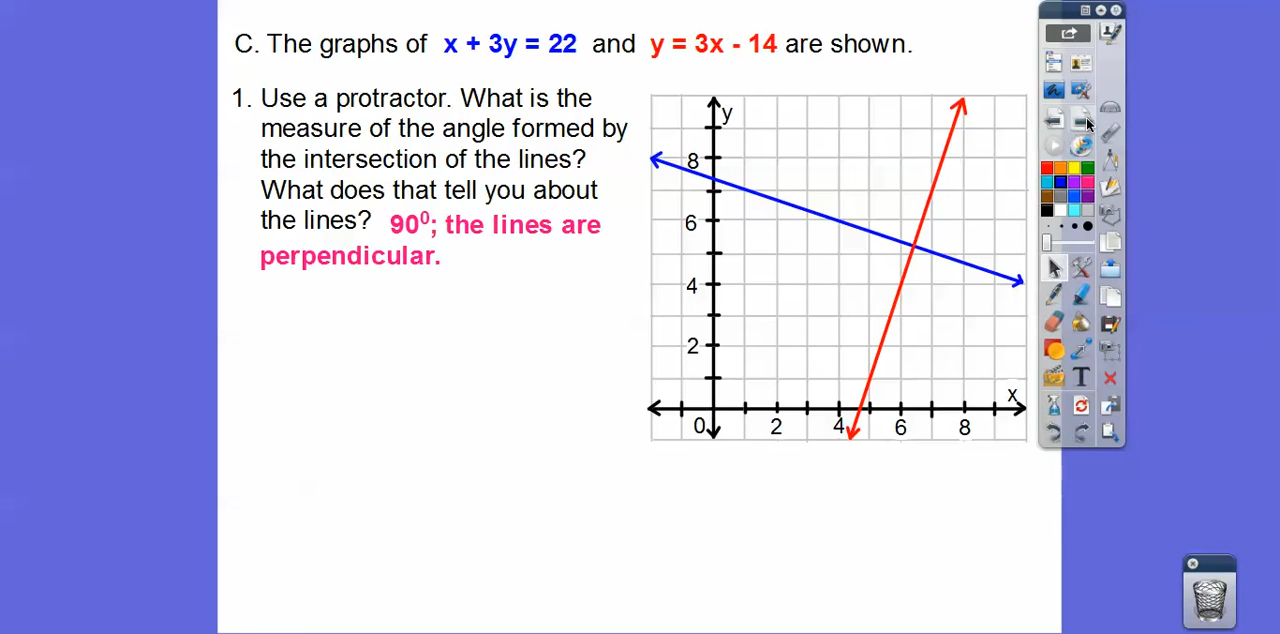 C. The graphs of x + 3y = 22 and y = 3x - 14 are shown.
1. Use a protractor. What is the
measure of the angle formed by
the intersection of the lines?
What does that tell you about
the lines? 90⁰; the lines are
perpendicular.
y
8
6
4
2
x
0 2 4 6 8
T